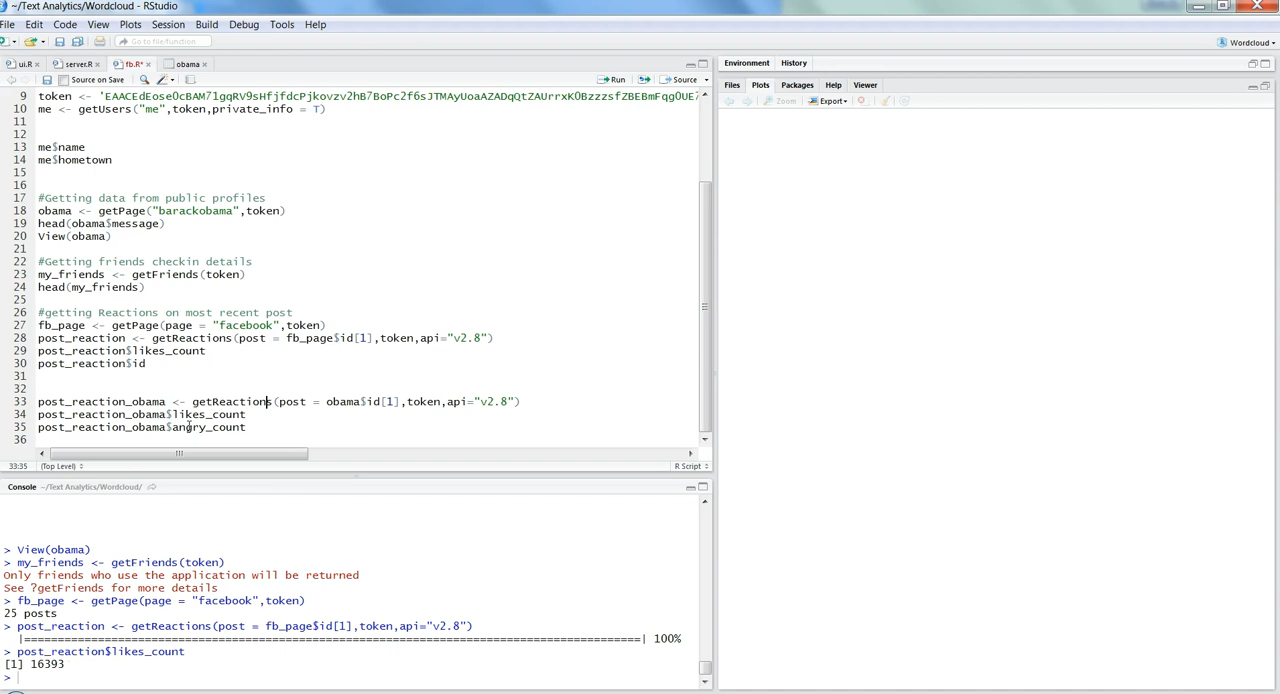 ~/Text Analytics/Wordcloud - RStudio
File Edit View Plots Session Build Debug Tools Help
Go to file/function Wordcloud
ui.R server.R fb.R* obama
Source on Save Run Source
9 token <-
10 me <- getUsers("me",token,private_info = T)
11
12
13 me$name
14 me$hometown
15
16
17 #Getting data from public profiles
18 obama <- getPage("barackobama",token)
19 head(obama$message)
20 View(obama)
21
22 #Getting friends checkin details
23 my_friends <- getFriends(token)
24 head(my_friends)
25
26 #getting Reactions on most recent post
27 fb_page <- getPage(page = "facebook",token)
28 post_reaction <- getReactions(post = fb_page$id[1],token,api="v2.8")
29 post_reaction$likes_count
30 post_reaction$id
31
32
33 post_reaction_obama <- getReactions(post = obama$id[1],token,api="v2.8")
34 post_reaction_obama$likes_count
35 post_reaction_obama$angry_count
36
33:35 (Top Level) R Script
Console ~/Text Analytics/Wordcloud/
> View(obama)
> my_friends <- getFriends(token)
Only friends who use the application will be returned
See ?getFriends for more details
> fb_page <- getPage(page = "facebook",token)
25 posts
> post_reaction <- getReactions(post = fb_page$id[1],token,api="v2.8")
|=====================================================================================| 100%
> post_reaction$likes_count
[1] 16393
>
Environment History
Files Plots Packages Help Viewer
Zoom Export